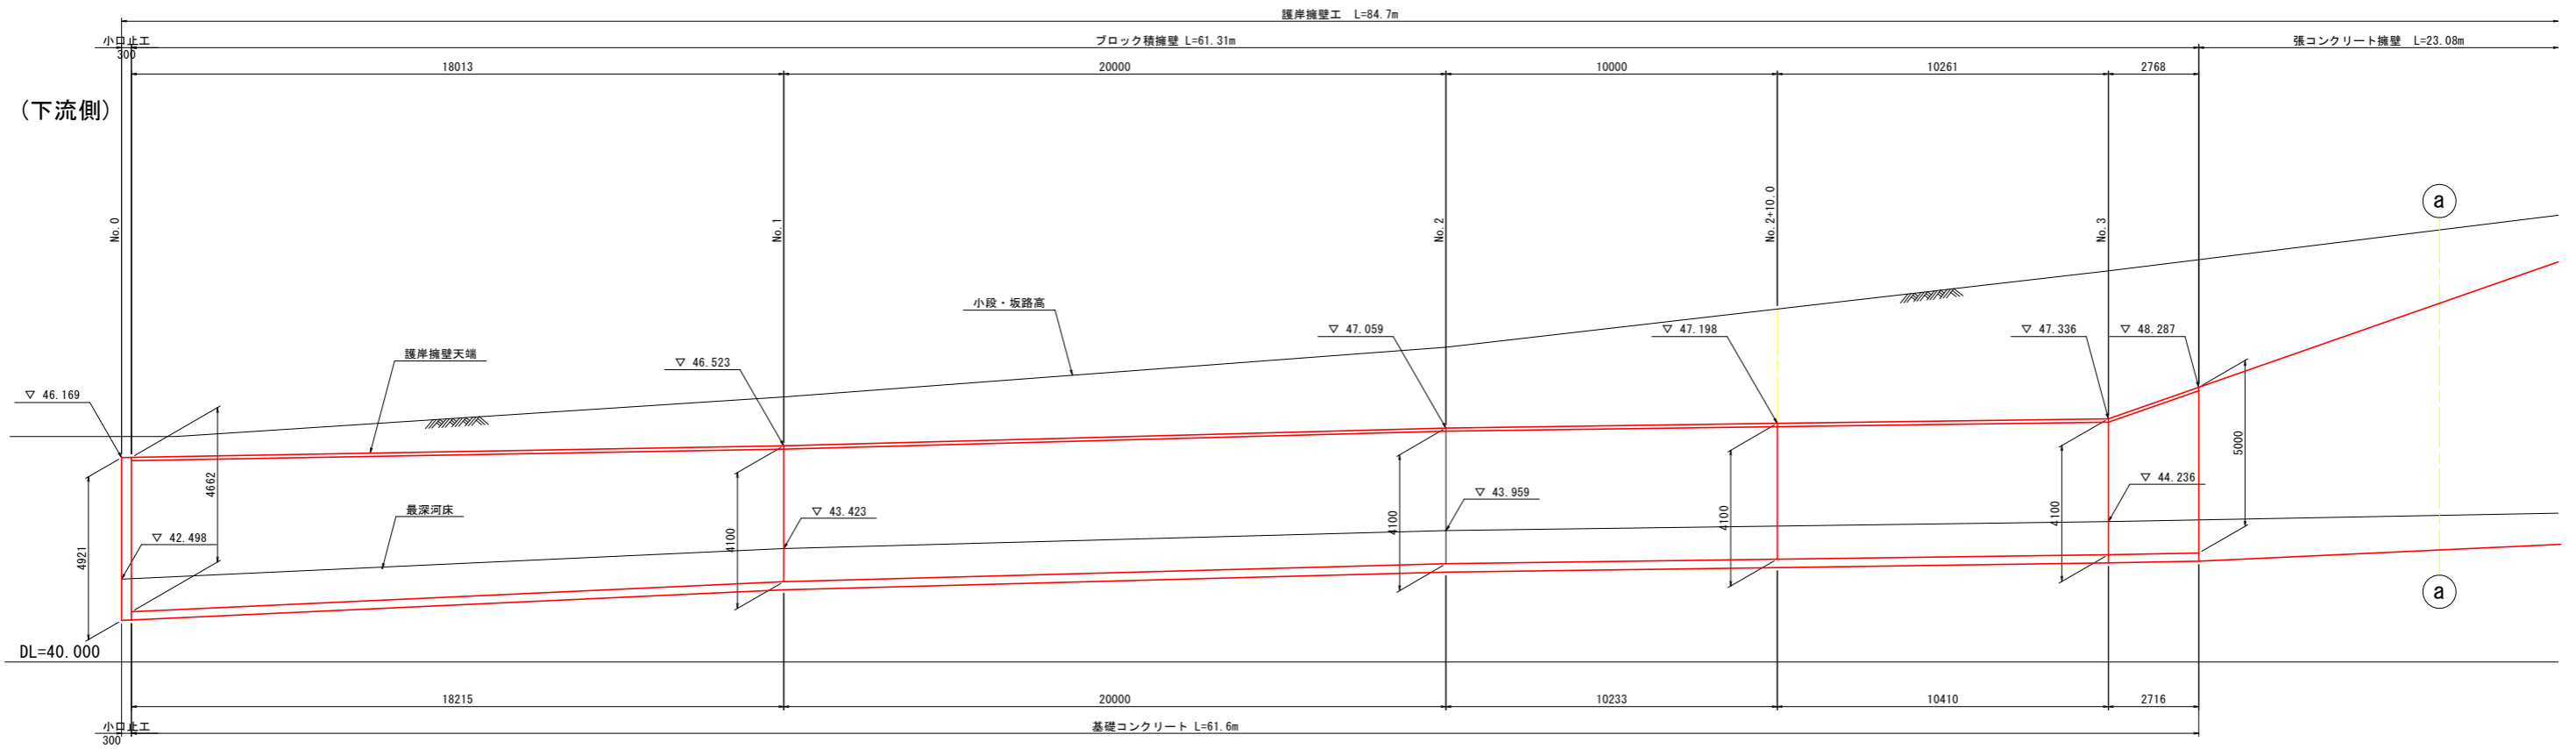 護岸擁壁工 L=84.7m
小口止工
300
ブロック積擁壁 L=61.31m
張コンクリート擁壁 L=23.08m
18013
20000
10000
10261
2768
(下流側)
No.0
No.1
No.2
No.2+10.0
No.3
a
小段・坂路高
▽ 47.059
▽ 47.198
▽ 47.336
▽ 48.287
護岸擁壁天端
▽ 46.523
▽ 46.169
4662
4921
最深河床
▽ 42.498
▽ 43.423
4100
▽ 43.959
4100
4100
▽ 44.236
4100
5000
a
DL=40.000
18215
20000
10233
10410
2716
小口止工
300
基礎コンクリート L=61.6m